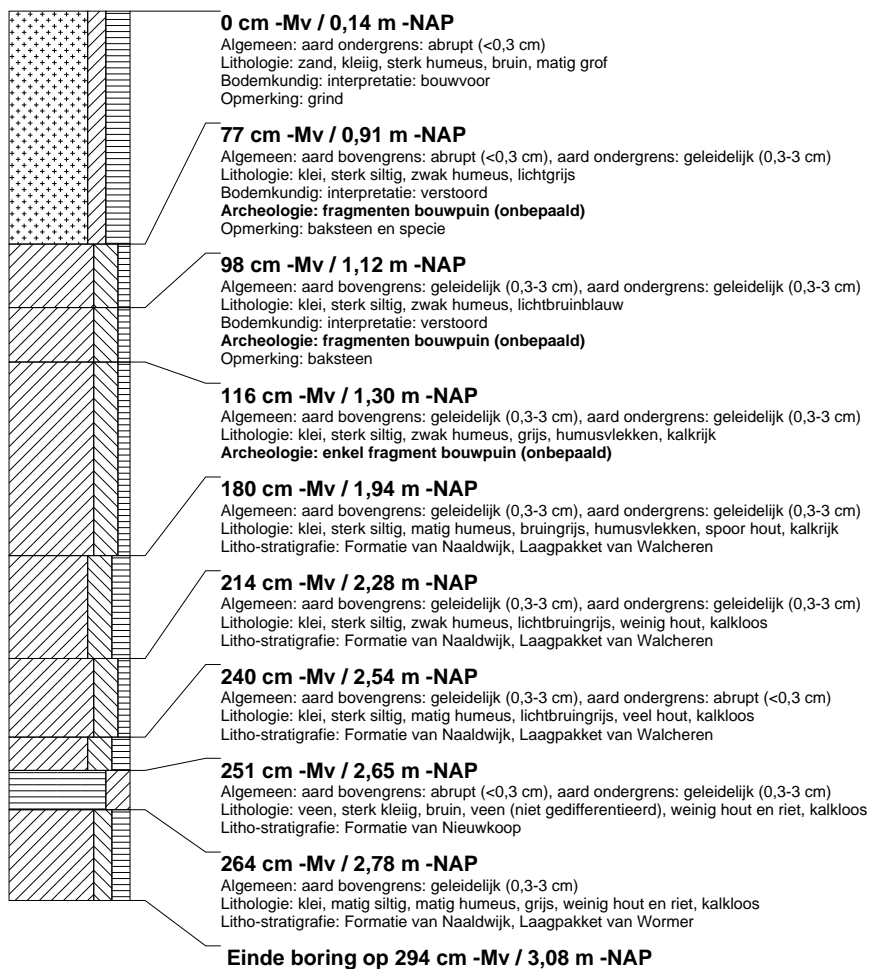 0 cm -Mv / 0,14 m -NAP
Algemeen: aard ondergrens: abrupt (<0,3 cm)
Lithologie: zand, kleiig, sterk humeus, bruin, matig grof
Bodemkundig: interpretatie: bouwvoor
Opmerking: grind
77 cm -Mv / 0,91 m -NAP
Algemeen: aard bovengrens: abrupt (<0,3 cm), aard ondergrens: geleidelijk (0,3-3 cm)
Lithologie: klei, sterk siltig, zwak humeus, lichtgrijs
Bodemkundig: interpretatie: verstoord
Archeologie: fragmenten bouwpuin (onbepaald)
Opmerking: baksteen en specie
98 cm -Mv / 1,12 m -NAP
Algemeen: aard bovengrens: geleidelijk (0,3-3 cm), aard ondergrens: geleidelijk (0,3-3 cm)
Lithologie: klei, sterk siltig, zwak humeus, lichtbruinblauw
Bodemkundig: interpretatie: verstoord
Archeologie: fragmenten bouwpuin (onbepaald)
Opmerking: baksteen
116 cm -Mv / 1,30 m -NAP
Algemeen: aard bovengrens: geleidelijk (0,3-3 cm), aard ondergrens: geleidelijk (0,3-3 cm)
Lithologie: klei, sterk siltig, zwak humeus, grijs, humusvlekken, kalkrijk
Archeologie: enkel fragment bouwpuin (onbepaald)
180 cm -Mv / 1,94 m -NAP
Algemeen: aard bovengrens: geleidelijk (0,3-3 cm), aard ondergrens: geleidelijk (0,3-3 cm)
Lithologie: klei, sterk siltig, matig humeus, bruingrijs, humusvlekken, spoor hout, kalkrijk
Litho-stratigrafie: Formatie van Naaldwijk, Laagpakket van Walcheren
214 cm -Mv / 2,28 m -NAP
Algemeen: aard bovengrens: geleidelijk (0,3-3 cm), aard ondergrens: geleidelijk (0,3-3 cm)
Lithologie: klei, sterk siltig, zwak humeus, lichtbruingrijs, weinig hout, kalkloos
Litho-stratigrafie: Formatie van Naaldwijk, Laagpakket van Walcheren
240 cm -Mv / 2,54 m -NAP
Algemeen: aard bovengrens: geleidelijk (0,3-3 cm), aard ondergrens: abrupt (<0,3 cm)
Lithologie: klei, sterk siltig, matig humeus, lichtbruingrijs, veel hout, kalkloos
Litho-stratigrafie: Formatie van Naaldwijk, Laagpakket van Walcheren
251 cm -Mv / 2,65 m -NAP
Algemeen: aard bovengrens: abrupt (<0,3 cm), aard ondergrens: geleidelijk (0,3-3 cm)
Lithologie: veen, sterk kleiig, bruin, veen (niet gedifferentieerd), weinig hout en riet, kalkloos
Litho-stratigrafie: Formatie van Nieuwkoop
264 cm -Mv / 2,78 m -NAP
Algemeen: aard bovengrens: geleidelijk (0,3-3 cm)
Lithologie: klei, matig siltig, matig humeus, grijs, weinig hout en riet, kalkloos
Litho-stratigrafie: Formatie van Naaldwijk, Laagpakket van Wormer
Einde boring op 294 cm -Mv / 3,08 m -NAP